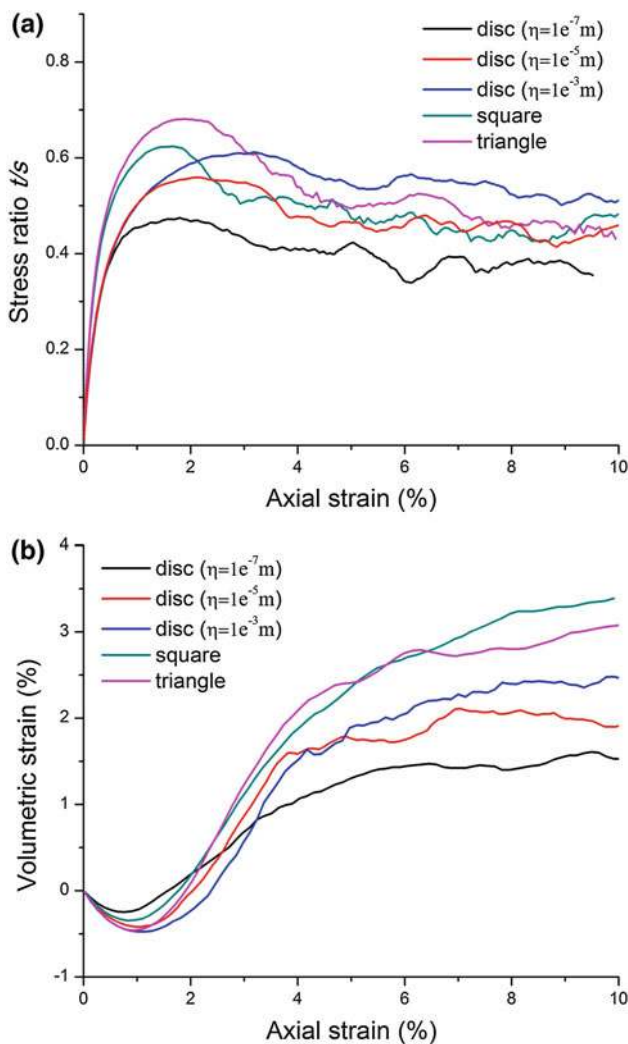 (a)
0.8
0.6
0.4
0.2
0.0
Stress ratio t/s
disc (η=1e⁻⁷m)
disc (η=1e⁻⁵m)
disc (η=1e⁻³m)
square
triangle
0 2 4 6 8 10
Axial strain (%)
(b)
4
3
2
1
0
-1
Volumetric strain (%)
disc (η=1e⁻⁷m)
disc (η=1e⁻⁵m)
disc (η=1e⁻³m)
square
triangle
0 2 4 6 8 10
Axial strain (%)